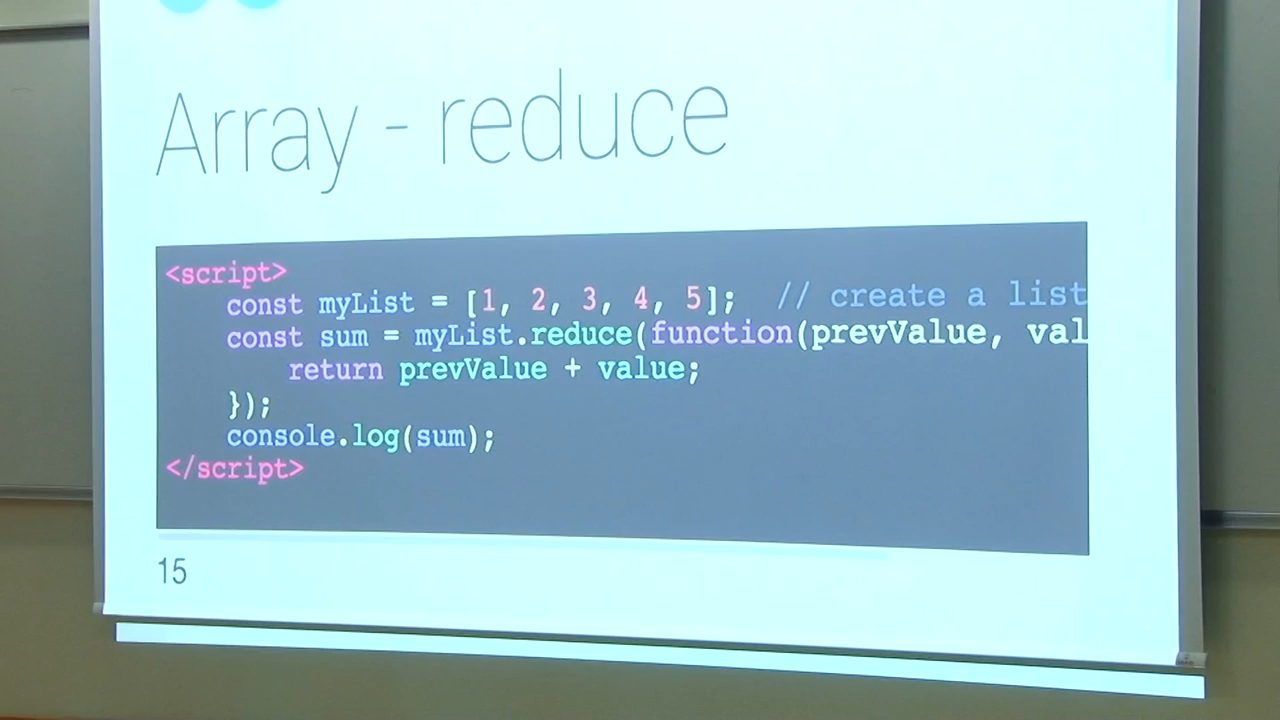 Array - reduce
<script>
const myList = [1, 2, 3, 4, 5]; // create a list
const sum = myList.reduce(function(prevValue, val
return prevValue + value;
});
console.log(sum);
</script>
15